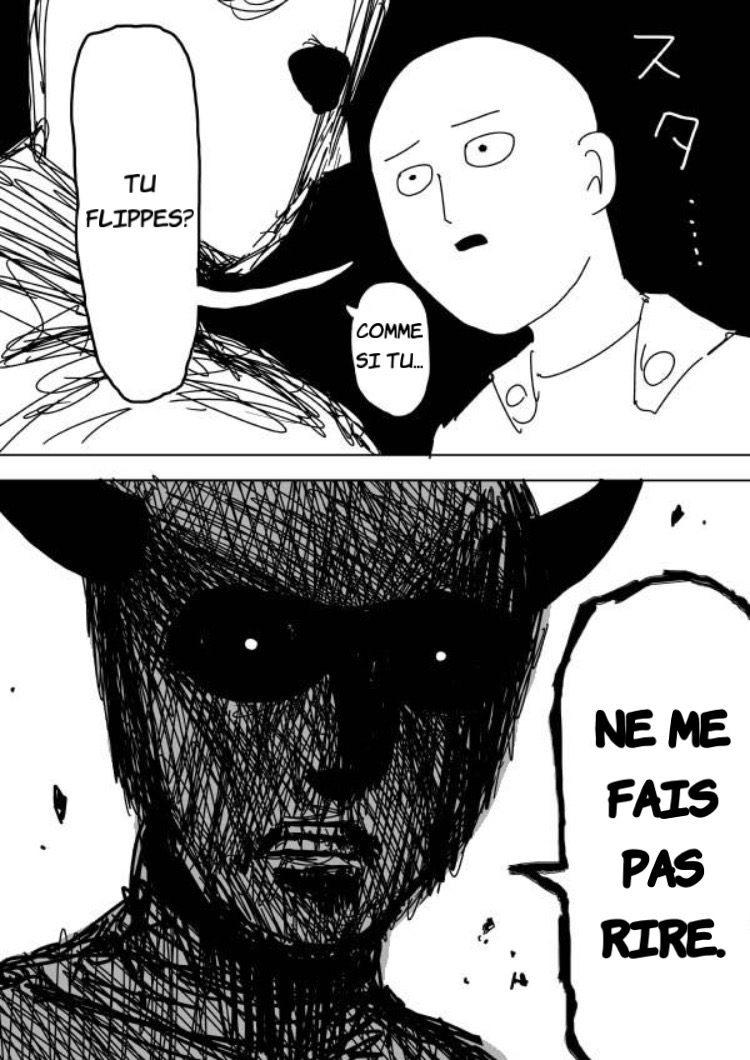 スタ……
TU
FLIPPES?
COMME
SI TU...
NE ME
FAIS
PAS
RIRE.